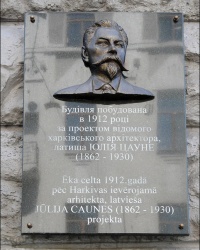 Будівля побудована
в 1912 році
за проектом відомого
харківського архітектора,
латиша ЮЛІЯ ЦАУНЕ
(1862 - 1930)
Ēka celta 1912.gadā
pēc Harkivas ievērojamē
arhitekta, latvieša
JŪLIJA CAUNES (1862 - 1930)
projekta